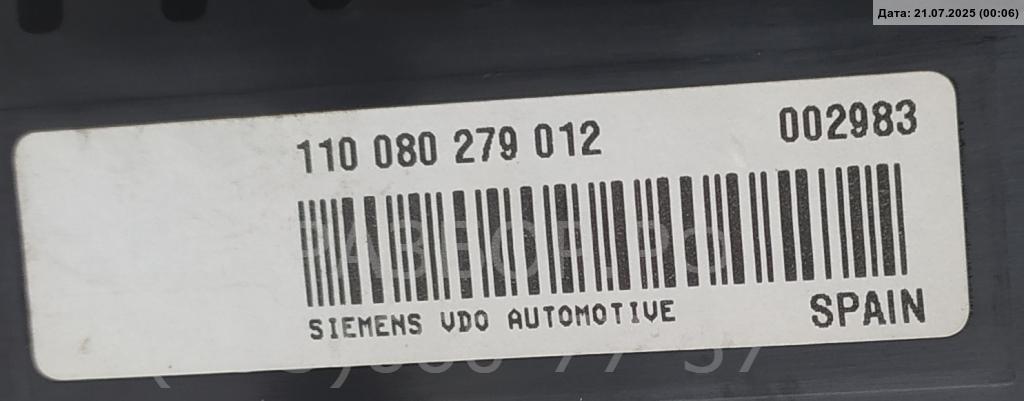 Дата: 21.07.2025 (00:06)
110 080 279 012
002983
SIEMENS VDO AUTOMOTIVE
SPAIN